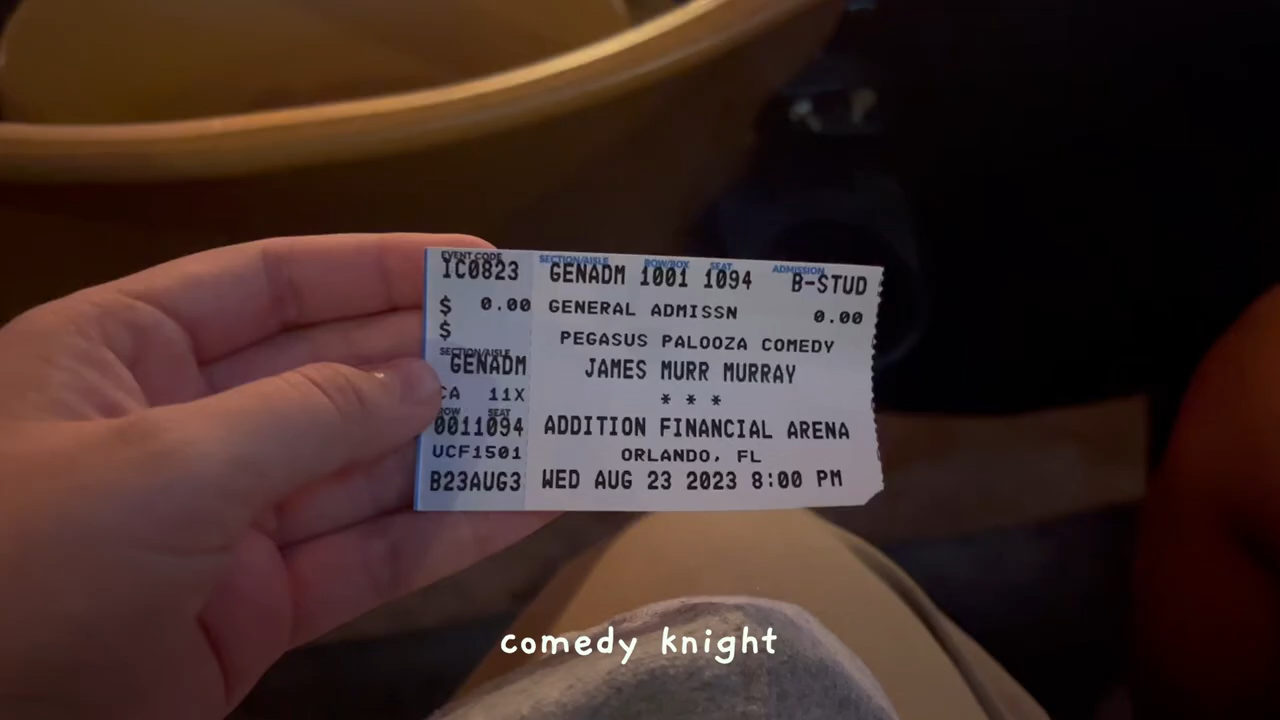 EVENT CODE SECTION/AISLE ROW/BOX SEAT ADMISSION
IC0823 GENADM 1001 1094 B-STUD
$ 0.00 GENERAL ADMISSN 0.00
$ PEGASUS PALOOZA COMEDY
SECTION/AISLE
GENADM JAMES MURR MURRAY
CA 11X * * *
ROW SEAT
0011094 ADDITION FINANCIAL ARENA
UCF1501 ORLANDO, FL
B23AUG3 WED AUG 23 2023 8:00 PM
comedy knight